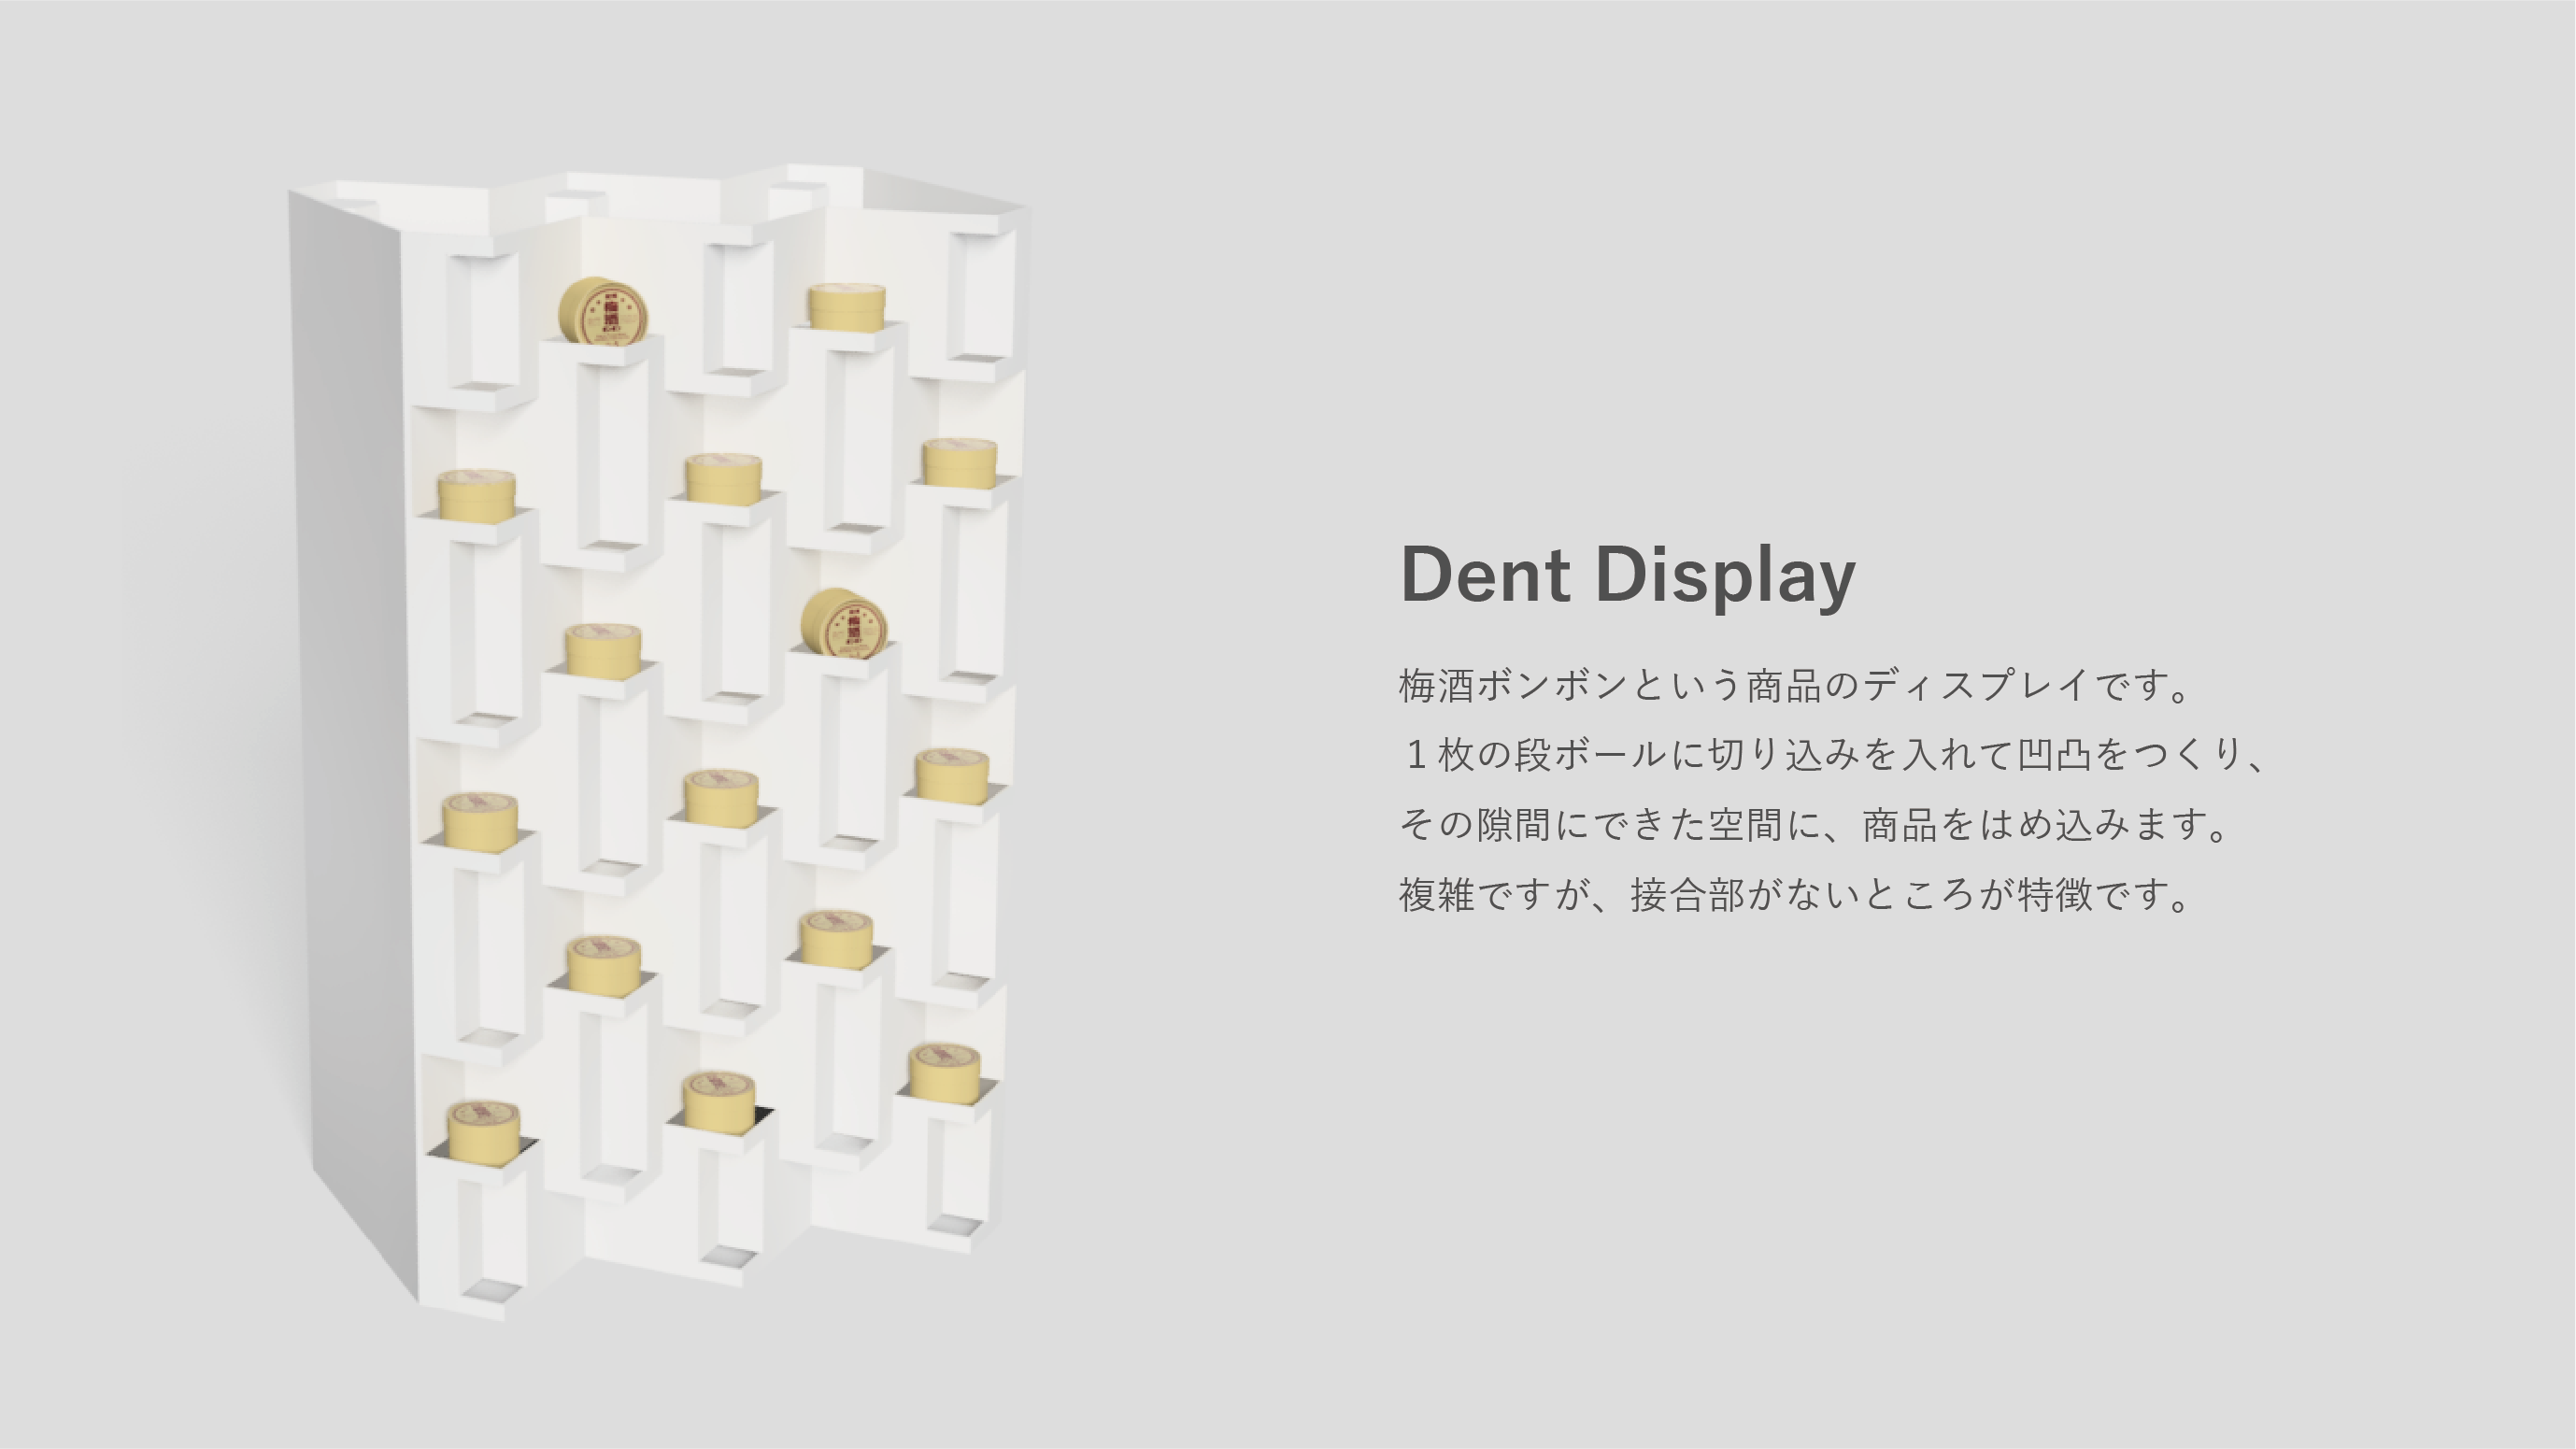 梅酒
梅酒
Dent Display
梅酒ボンボンという商品のディスプレイです。
１枚の段ボールに切り込みを入れて凹凸をつくり、
その隙間にできた空間に、商品をはめ込みます。
複雑ですが、接合部がないところが特徴です。